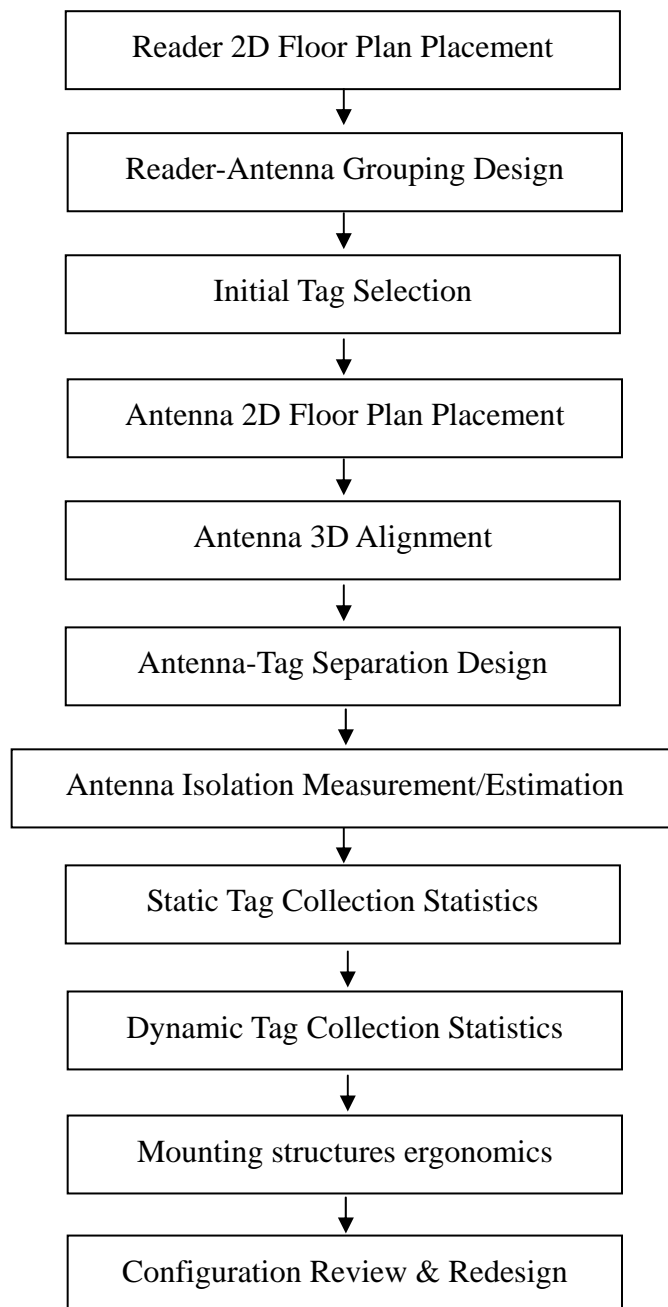 Reader 2D Floor Plan Placement
Reader-Antenna Grouping Design
Initial Tag Selection
Antenna 2D Floor Plan Placement
Antenna 3D Alignment
Antenna-Tag Separation Design
Antenna Isolation Measurement/Estimation
Static Tag Collection Statistics
Dynamic Tag Collection Statistics
Mounting structures ergonomics
Configuration Review & Redesign